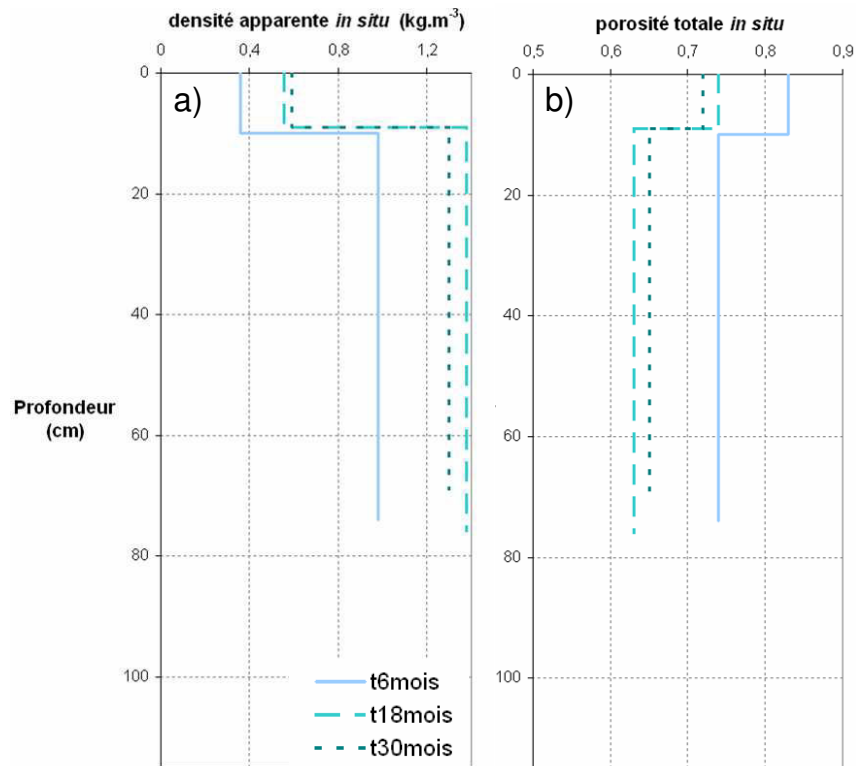 densité apparente in situ (kg.m-3)
0 0,4 0,8 1,2
a)
0
20
40
60
80
100
Profondeur
(cm)
t6mois
t18mois
t30mois
porosité totale in situ
0,5 0,6 0,7 0,8 0,9
b)
0
20
40
60
80
100